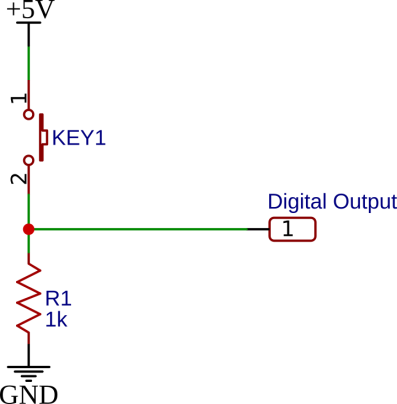 +5V
1
KEY1
2
Digital Output
1
R1
1k
GND